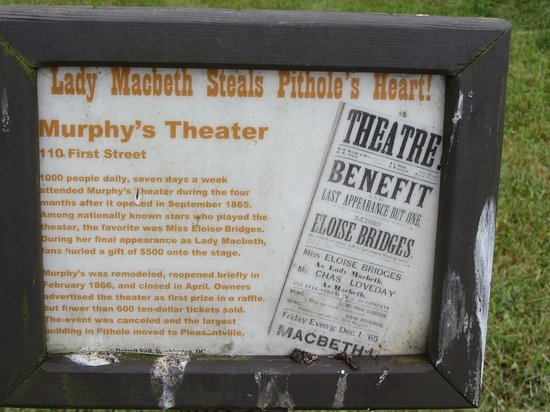 Lady Macbeth Steals Pithole's Heart!
Murphy's Theater
110 First Street
1000 people daily, seven days a week
attended Murphy's Theater during the four
months after it opened in September 1865.
Among nationally known stars who played the
theater, the favorite was Miss Eloise Bridges.
During her final appearance as Lady Macbeth,
fans hurled a gift of $500 onto the stage.
Murphy's was remodeled, reopened briefly in
February 1866, and closed in April. Owners
advertised the theater as first prize in a raffle,
but fewer than 600 ten-dollar tickets sold.
The event was canceled and the largest
building in Pithole moved to Pleasantville.
THEATRE
BENEFIT
LAST APPEARANCE BUT ONE,
ELOISE BRIDGES.
Miss ELOISE BRIDGES
As Lady Macbeth.
Mr. CHAS LOVEDAY
As Macbeth.
Friday Even'g Dec. 1 '65
MACBETH